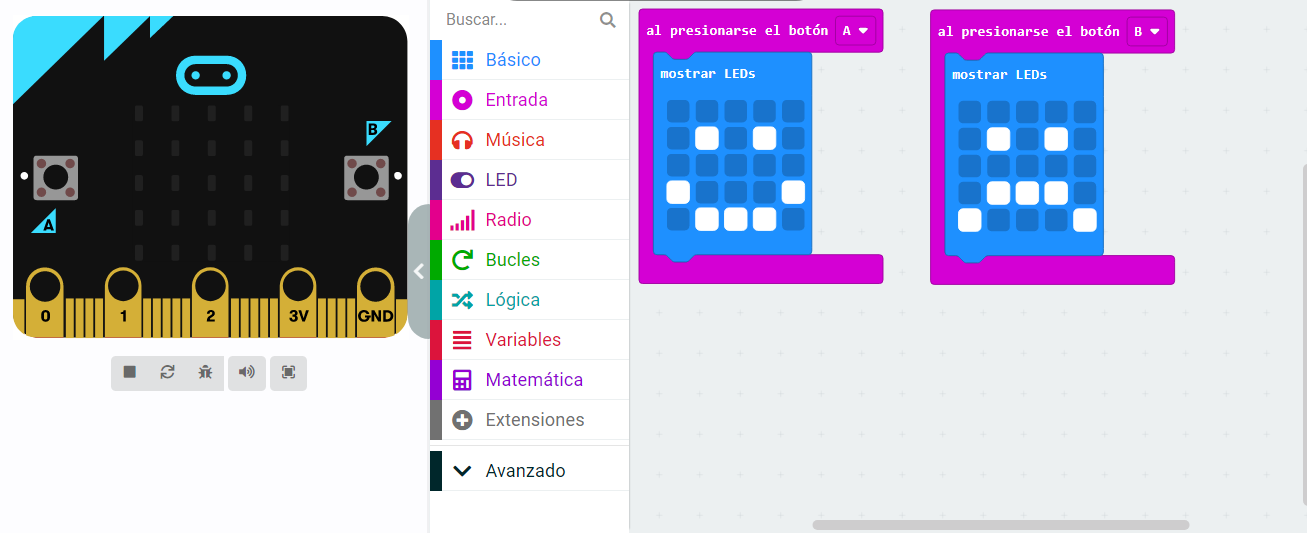 B
A
0 1 2 3V GND
Buscar...
Básico
Entrada
Música
LED
Radio
Bucles
Lógica
Variables
Matemática
Extensiones
Avanzado
al presionarse el botón A
mostrar LEDs
al presionarse el botón B
mostrar LEDs